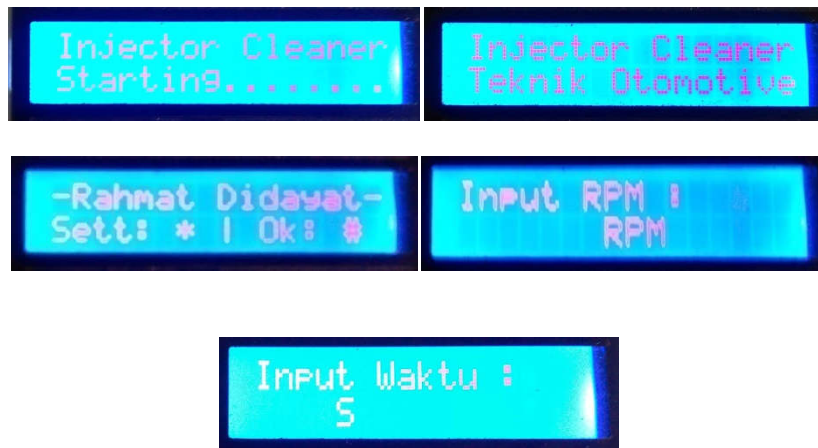 Injector Cleaner
Starting........
Injector Cleaner
Teknik Otomotive
-Rahmat Didayat-
Sett: * | Ok: #
Input RPM :
RPM
Input Waktu :
S